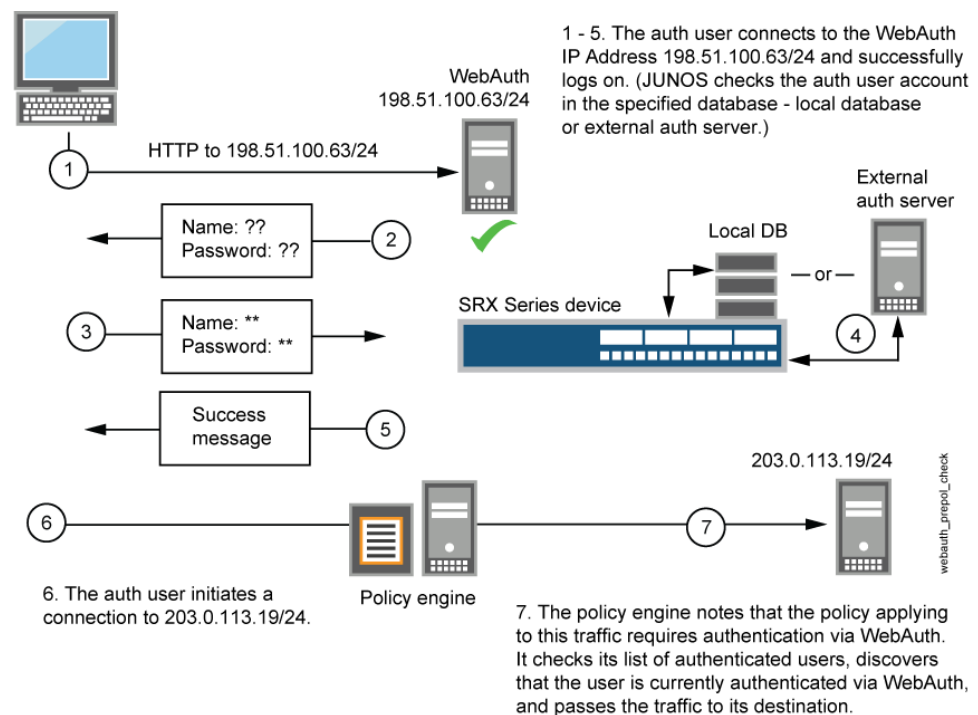 1 - 5. The auth user connects to the WebAuth
IP Address 198.51.100.63/24 and successfully
logs on. (JUNOS checks the auth user account
in the specified database - local database
or external auth server.)
WebAuth
198.51.100.63/24
HTTP to 198.51.100.63/24
1
External
auth server
Name: ??
Password: ??
2
Local DB
or
SRX Series device
3
Name: **
Password: **
4
Success
message
5
203.0.113.19/24
webauth_prepol_check
6
7
Policy engine
6. The auth user initiates a
connection to 203.0.113.19/24.
7. The policy engine notes that the policy applying
to this traffic requires authentication via WebAuth.
It checks its list of authenticated users, discovers
that the user is currently authenticated via WebAuth,
and passes the traffic to its destination.